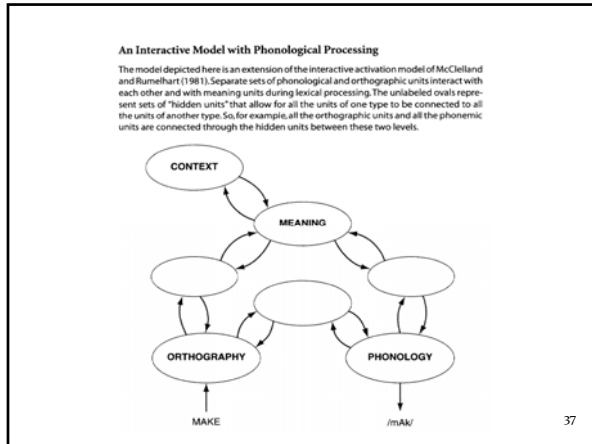 An Interactive Model with Phonological Processing
The model depicted here is an extension of the interactive activation model of McClelland
and Rumelhart (1981). Separate sets of phonological and orthographic units interact with
each other and with meaning units during lexical processing. The unlabeled ovals repre-
sent sets of "hidden units" that allow for all the units of one type to be connected to all
the units of another type. So, for example, all the orthographic units and all the phonemic
units are connected through the hidden units between these two levels.
CONTEXT
MEANING
ORTHOGRAPHY
PHONOLOGY
MAKE
/mAk/
37